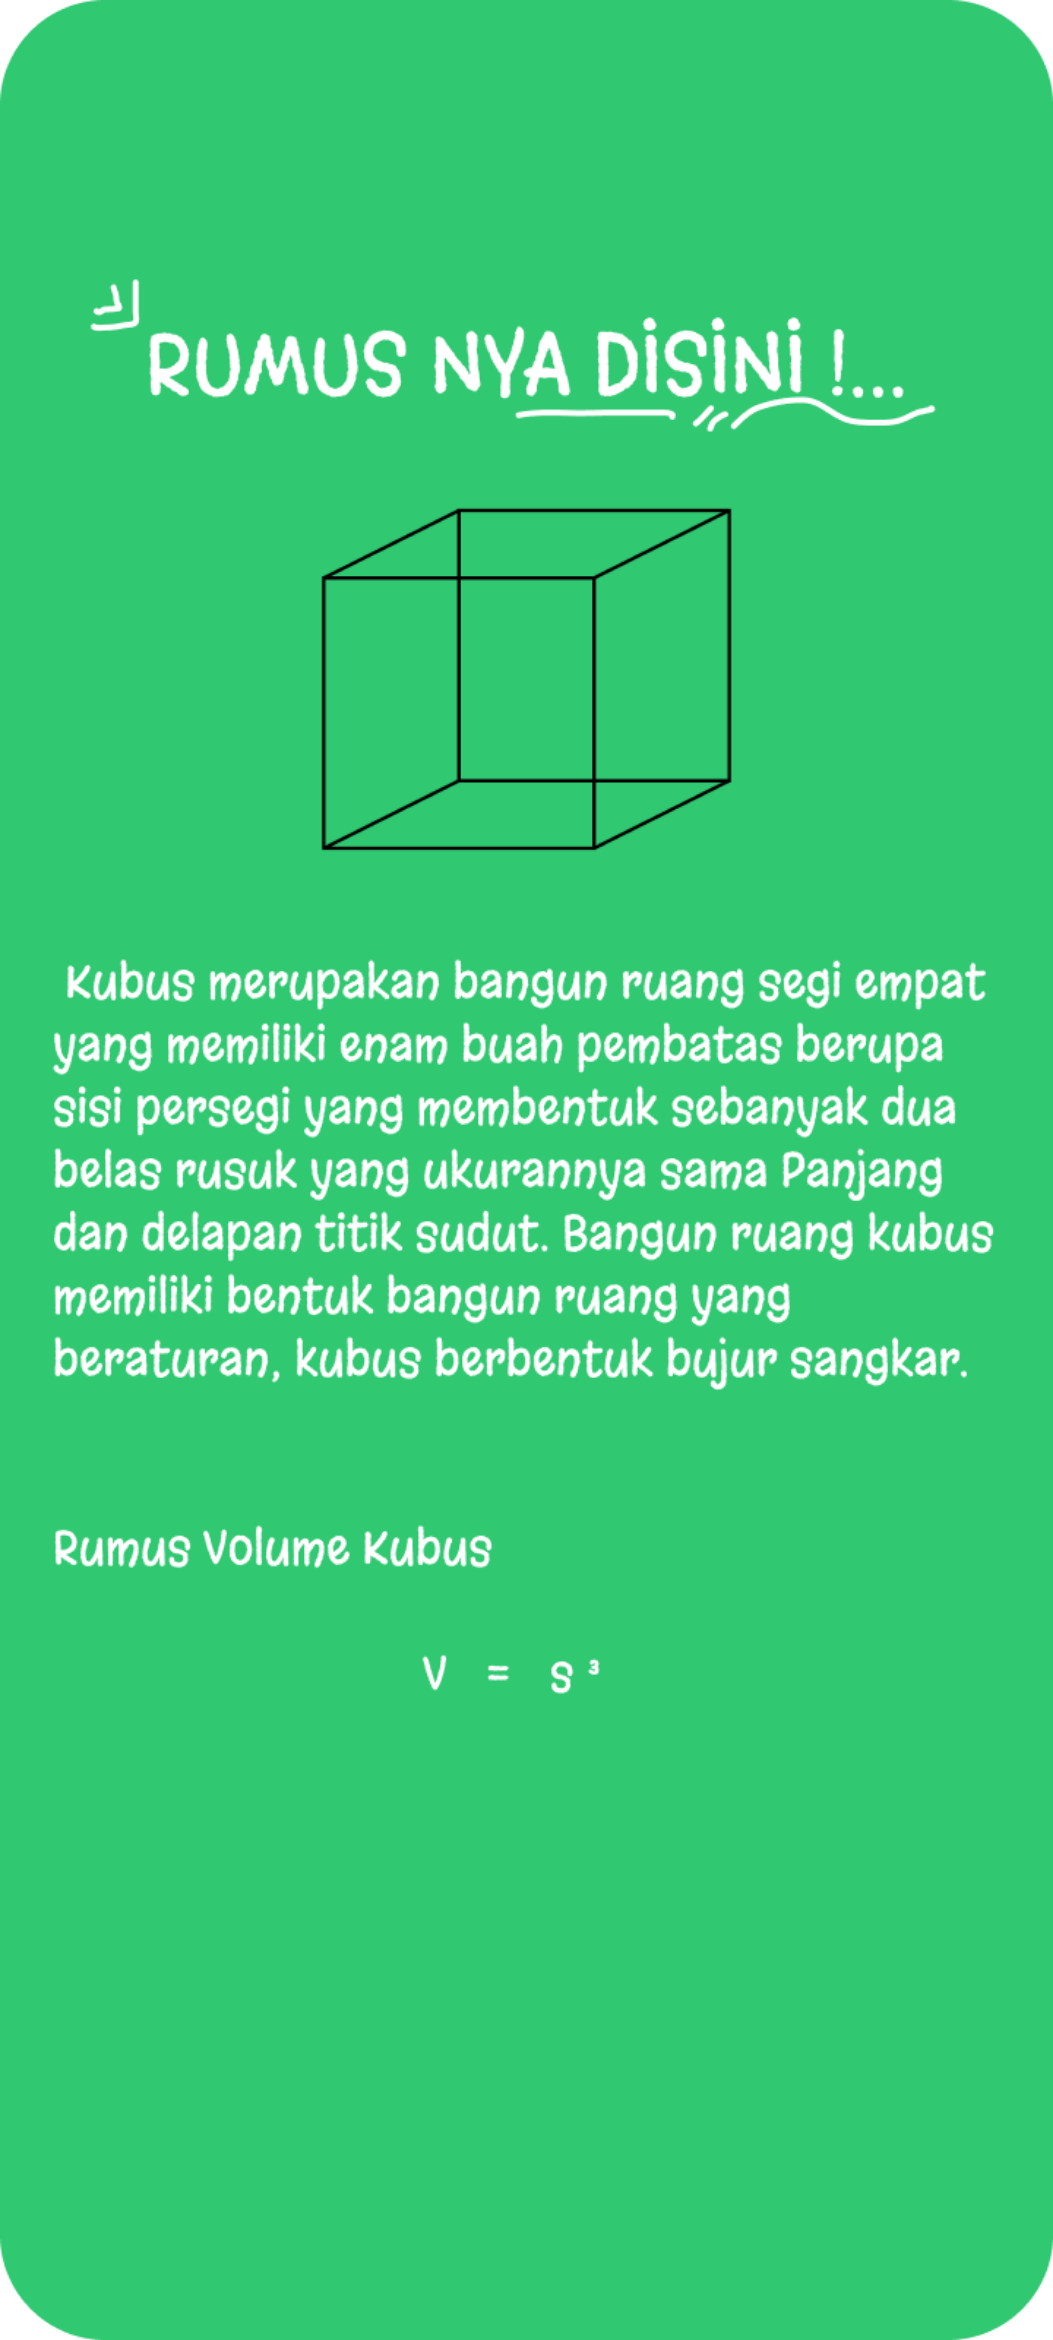 RUMUS NYA DISINI !...
Kubus merupakan bangun ruang segi empat
yang memiliki enam buah pembatas berupa
sisi persegi yang membentuk sebanyak dua
belas rusuk yang ukurannya sama Panjang
dan delapan titik sudut. Bangun ruang kubus
memiliki bentuk bangun ruang yang
beraturan, kubus berbentuk bujur sangkar.
Rumus Volume Kubus
V = s³